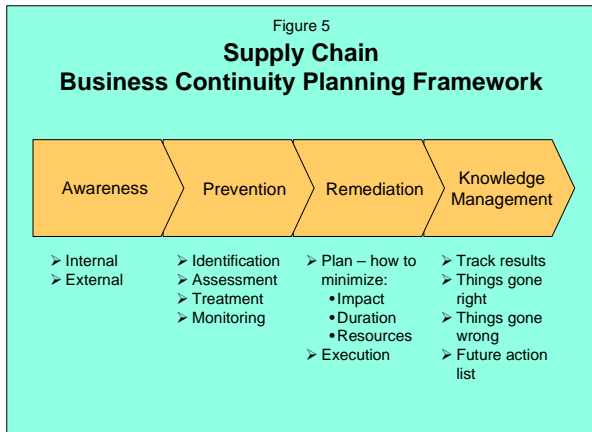 Figure 5
Supply Chain
Business Continuity Planning Framework
Awareness
Prevention
Remediation
Knowledge
Management
➢ Internal
➢ External
➢ Identification
➢ Assessment
➢ Treatment
➢ Monitoring
➢ Plan – how to
minimize:
•Impact
•Duration
•Resources
➢ Execution
➢ Track results
➢ Things gone
right
➢ Things gone
wrong
➢ Future action
list